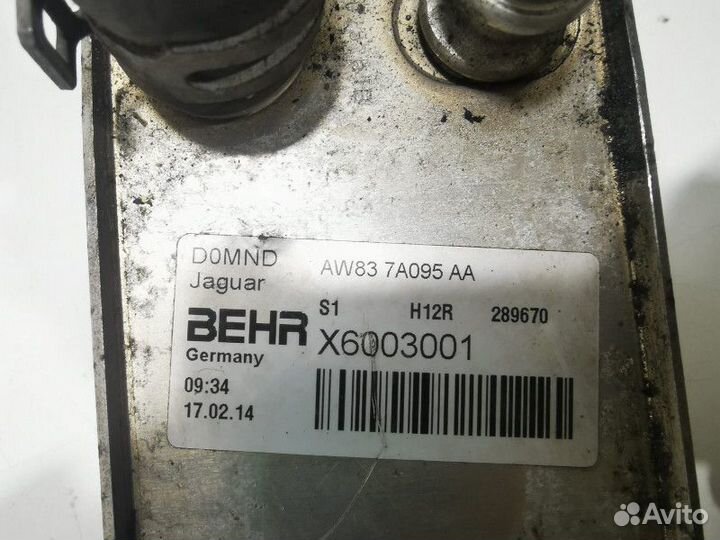 D0MND AW83 7A095 AA
Jaguar
S1 H12R 289670
BEHR X6003001
Germany
09:34
17.02.14
Avito